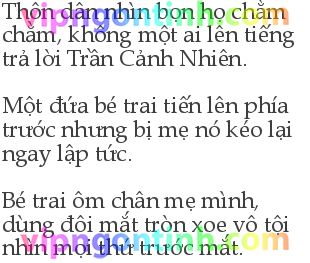 Thôn dân nhìn bọn họ chằm
chằm, không một ai lên tiếng
trả lời Trần Cảnh Nhiên.
Một đứa bé trai tiến lên phía
trước nhưng bị mẹ nó kéo lại
ngay lập tức.
Bé trai ôm chân mẹ mình,
dùng đôi mắt tròn xoe vô tội
nhìn mọi thứ trước mắt.
vipngontinh.com
vipngontinh.com